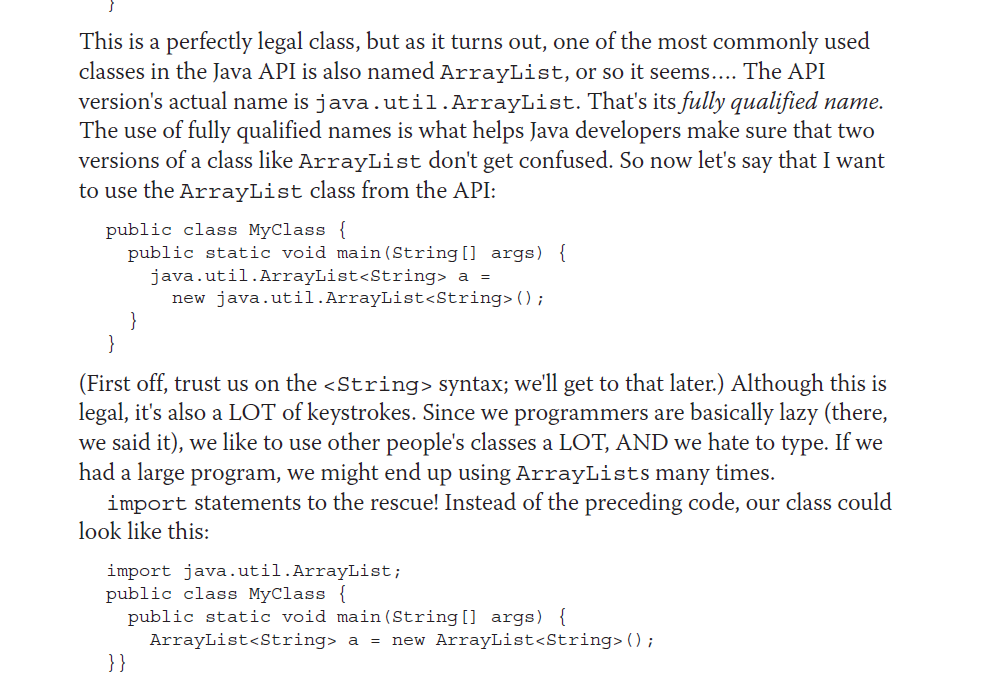 }
This is a perfectly legal class, but as it turns out, one of the most commonly used
classes in the Java API is also named ArrayList, or so it seems…. The API
version's actual name is java.util.ArrayList. That's its fully qualified name.
The use of fully qualified names is what helps Java developers make sure that two
versions of a class like ArrayList don't get confused. So now let's say that I want
to use the ArrayList class from the API:
public class MyClass {
public static void main(String[] args) {
java.util.ArrayList<String> a =
new java.util.ArrayList<String>();
}
}
(First off, trust us on the <String> syntax; we'll get to that later.) Although this is
legal, it's also a LOT of keystrokes. Since we programmers are basically lazy (there,
we said it), we like to use other people's classes a LOT, AND we hate to type. If we
had a large program, we might end up using ArrayLists many times.
import statements to the rescue! Instead of the preceding code, our class could
look like this:
import java.util.ArrayList;
public class MyClass {
public static void main(String[] args) {
ArrayList<String> a = new ArrayList<String>();
}}